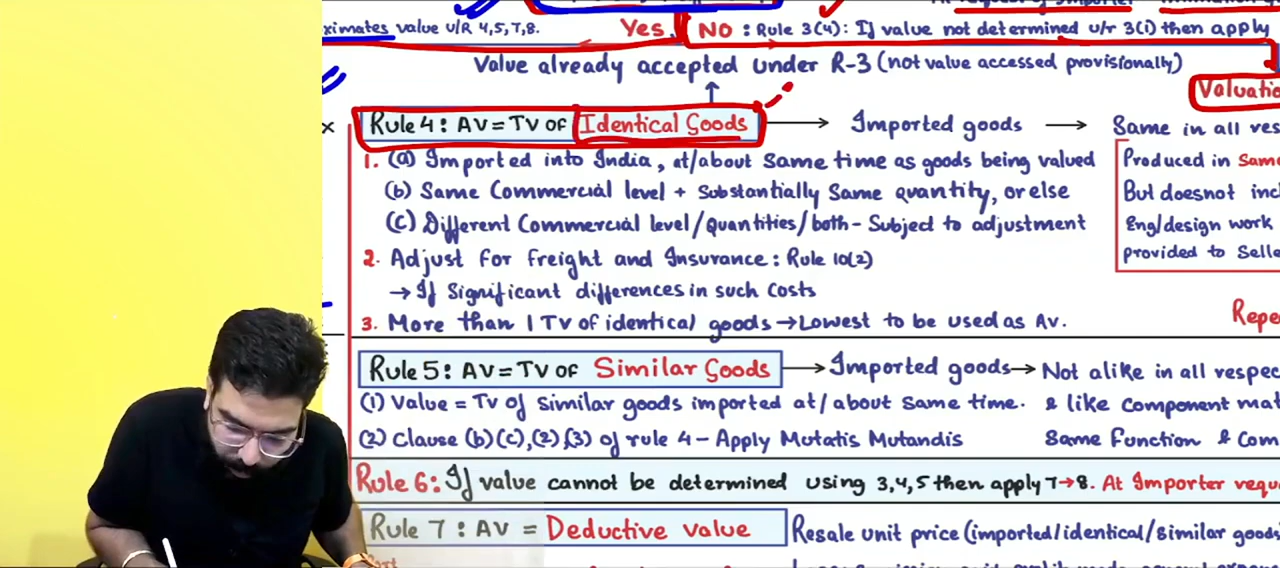 ximates value U/R 4,5,7,8.
Yes
NO : Rule 3(4): If value not determined u/r 3(i) then apply
Value already accepted under R-3 (not value accessed provisionally)
Valuatio
x Rule 4: AV=TV of Identical Goods → Imported goods → Same in all res
1. (a) Imported into India, at/about Same time as goods being valued
Produced in Same
(b) Same Commercial level + Substantially Same quantity, or else
But doesnot incl
(c) Different Commercial level/Quantities/both- Subject to adjustment
Eng/design work
2. Adjust for freight and Insurance: Rule 10(2)
provided to Selle
→ If Significant differences in such Costs
3. More than 1 TV of identical goods → Lowest to be used as AV.
Repe
Rule 5: AV=TV of Similar Goods → Imported goods → Not alike in all respec
(1) Value = TV of Similar goods imported at/about Same time.
& like Component mat
(2) Clause (b)(c),(2),(3) of rule 4 - Apply Mutatis Mutandis
Same Function & Com
Rule 6: If value cannot be determined using 3,4,5 then apply 7→8. At Importer requ
Rule 7: AV = Deductive value
Resale unit price (imported/identical/similar goods